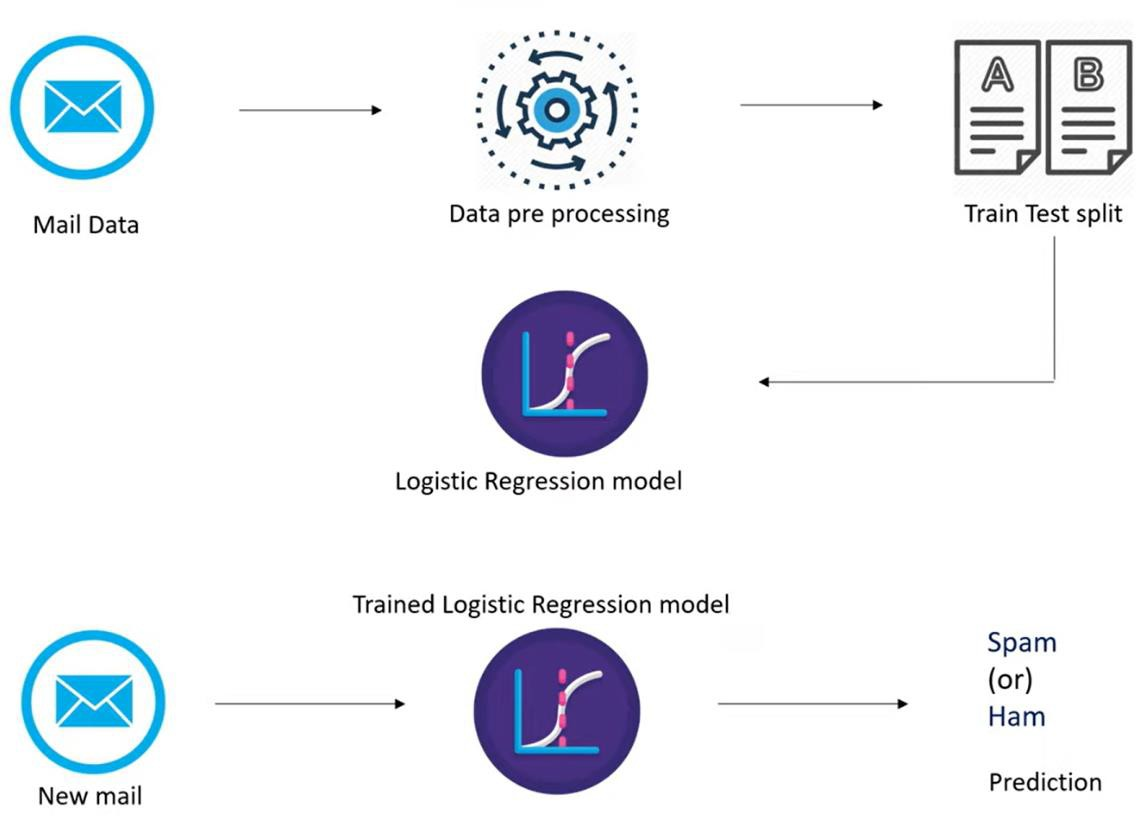 A B
Mail Data
Data pre processing
Train Test split
Logistic Regression model
Trained Logistic Regression model
Spam
(or)
Ham
New mail
Prediction